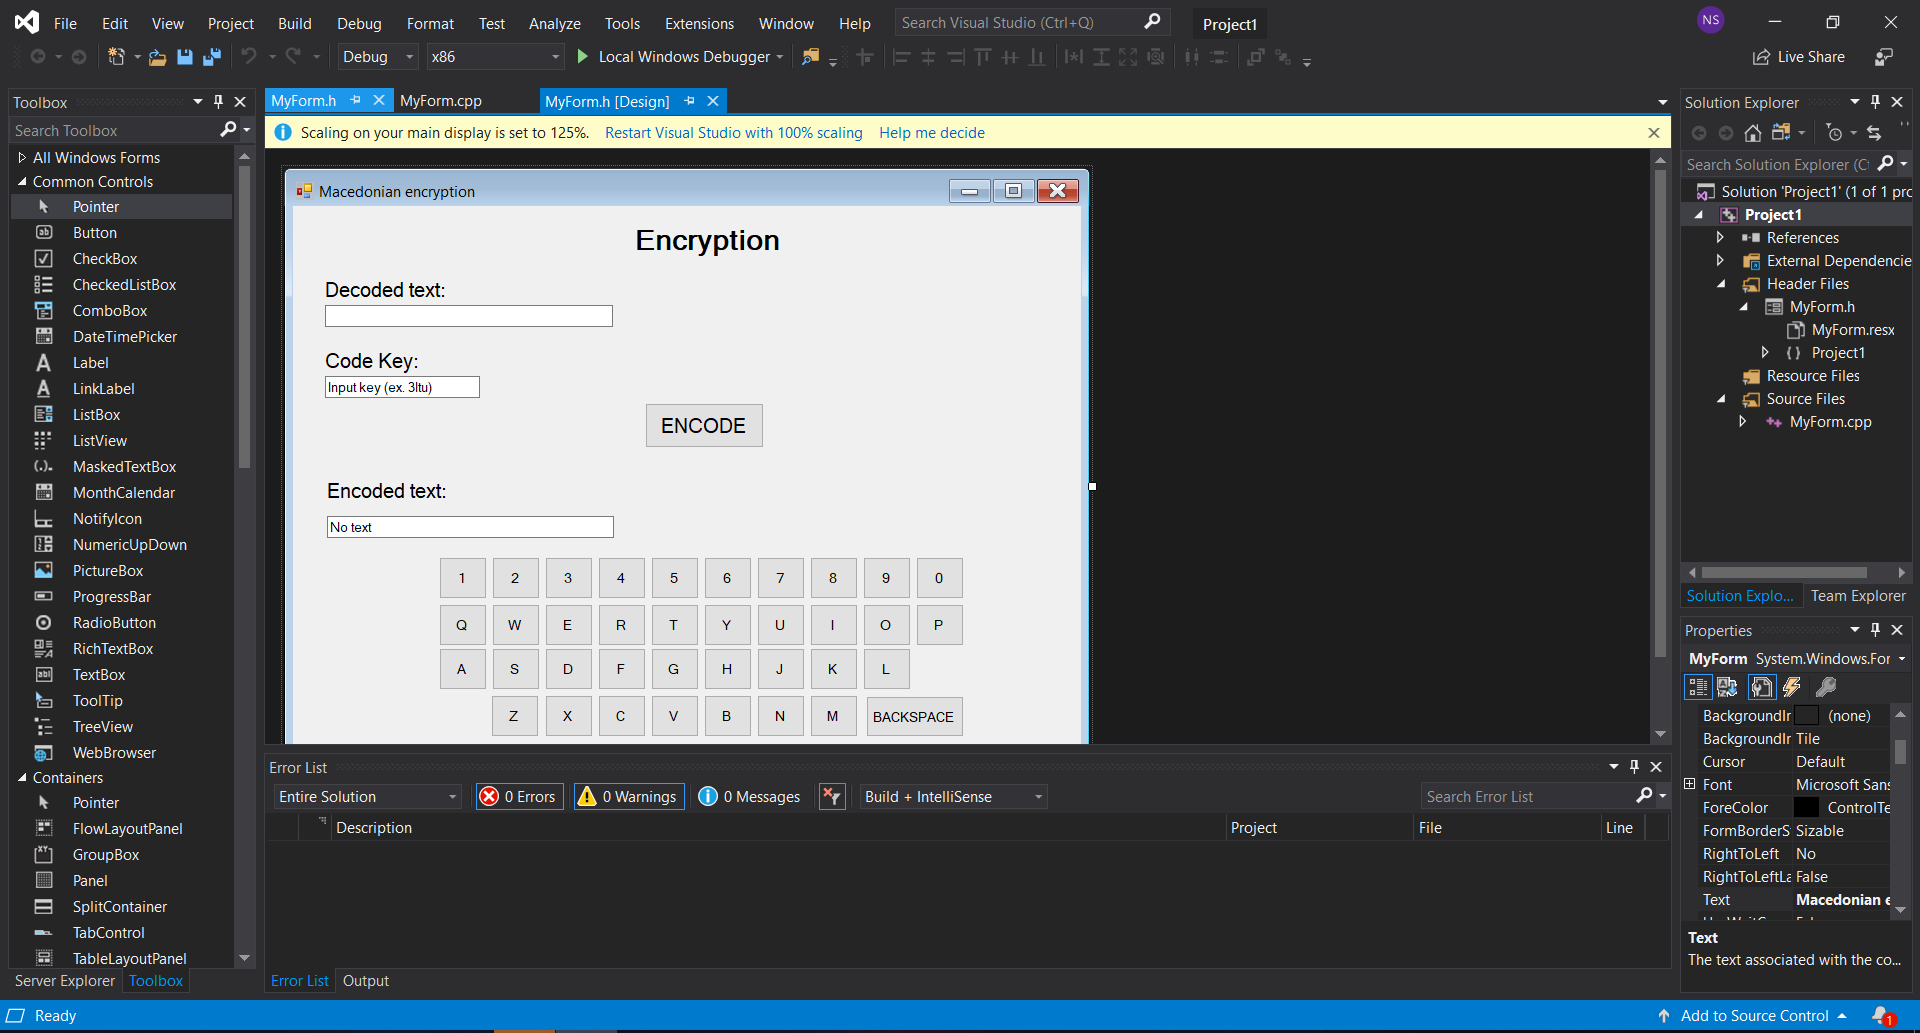 File Edit View Project Build Debug Format Test Analyze Tools Extensions Window Help Search Visual Studio (Ctrl+Q) Project1 NS
Debug x86 Local Windows Debugger Live Share
Toolbox
Search Toolbox
All Windows Forms
Common Controls
Pointer
Button
CheckBox
CheckedListBox
ComboBox
DateTimePicker
Label
LinkLabel
ListBox
ListView
MaskedTextBox
MonthCalendar
NotifyIcon
NumericUpDown
PictureBox
ProgressBar
RadioButton
RichTextBox
TextBox
ToolTip
TreeView
WebBrowser
Containers
Pointer
FlowLayoutPanel
GroupBox
Panel
SplitContainer
TabControl
TableLayoutPanel
Server Explorer Toolbox
MyForm.h MyForm.cpp MyForm.h [Design]
Scaling on your main display is set to 125%. Restart Visual Studio with 100% scaling Help me decide
Macedonian encryption
Encryption
Decoded text:
Code Key:
Input key (ex. 3ltu)
ENCODE
Encoded text:
No text
1 2 3 4 5 6 7 8 9 0
Q W E R T Y U I O P
A S D F G H J K L
Z X C V B N M BACKSPACE
Error List
Entire Solution 0 Errors 0 Warnings 0 Messages Build + IntelliSense Search Error List
Description Project File Line
Error List Output
Solution Explorer
Search Solution Explorer (Ct
Solution 'Project1' (1 of 1 pro
Project1
References
External Dependencie
Header Files
MyForm.h
MyForm.resx
Project1
Resource Files
Source Files
MyForm.cpp
Solution Explo... Team Explorer
Properties
MyForm System.Windows.For
BackgroundIr (none)
BackgroundIr Tile
Cursor Default
Font Microsoft Sans
ForeColor ControlTe
FormBorderS Sizable
RightToLeft No
RightToLeftLa False
Text Macedonian e
Text
The text associated with the co...
Ready Add to Source Control 1